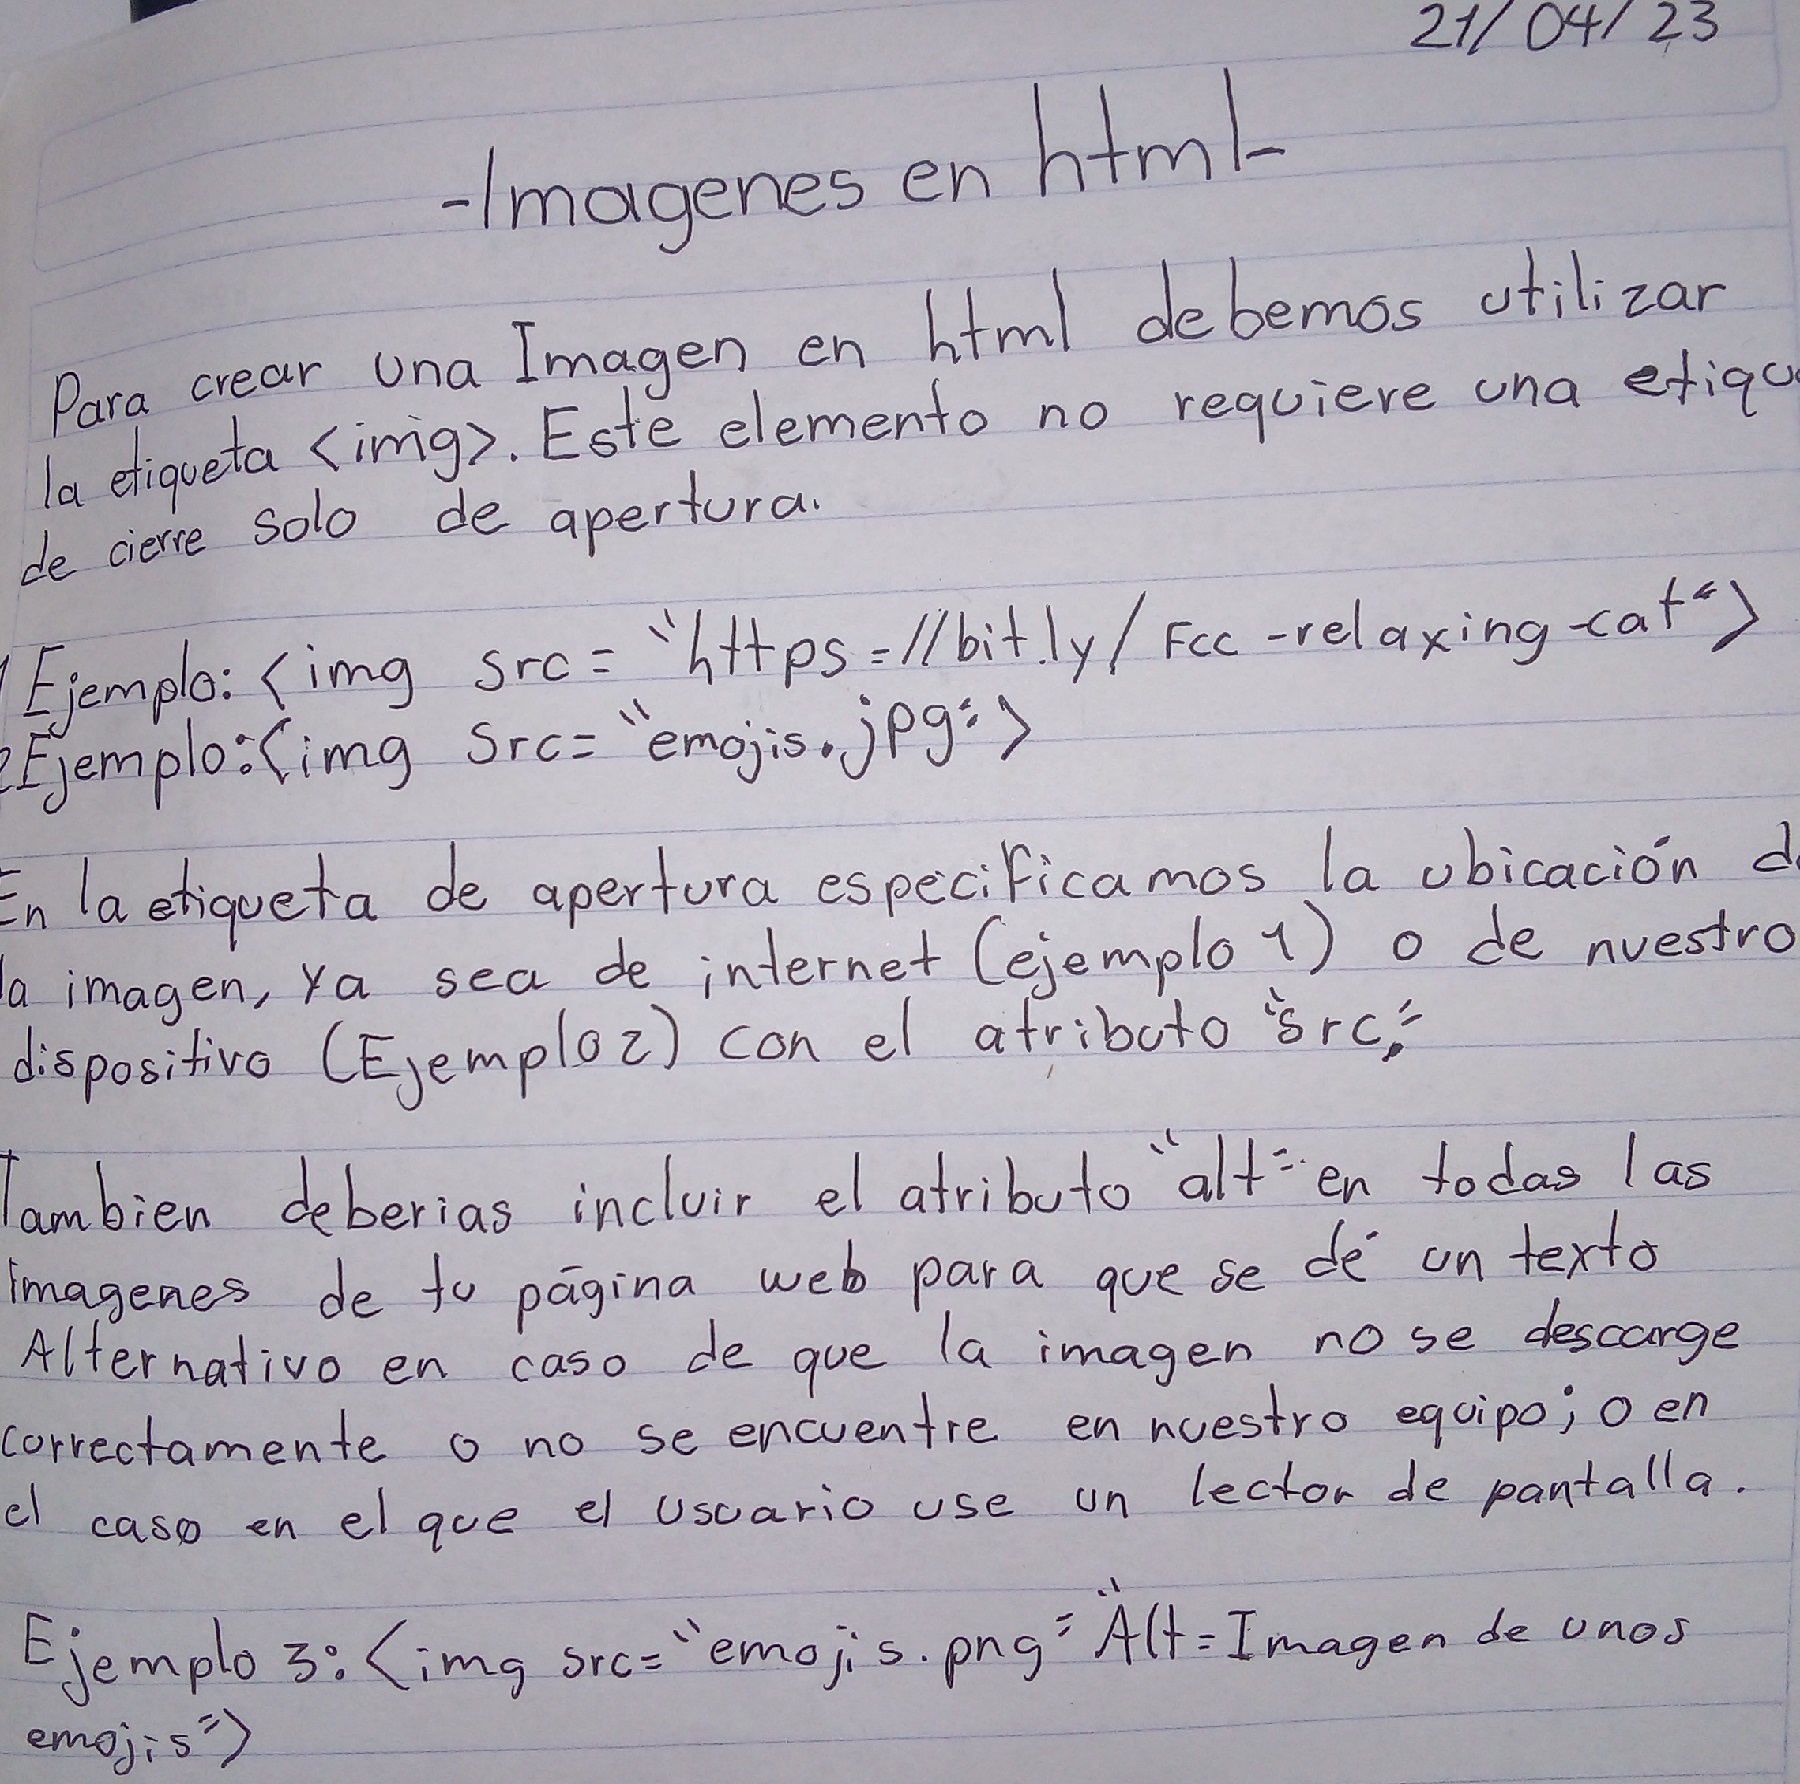 21/04/23
-Imagenes en html-
Para crear una Imagen en html debemos utilizar
la etiqueta <img>. Este elemento no requiere una etiqu
de cierre solo de apertura.
1 Ejemplo: <img src="https=//bit.ly/Fcc-relaxing-cat">
2 Ejemplo: <img src="emojis.jpg">
En la etiqueta de apertura especificamos la ubicación d
la imagen, ya sea de internet (ejemplo 1) o de nuestro
dispositivo (Ejemplo 2) con el atributo "src".
Tambien deberias incluir el atributo "alt" en todas las
imagenes de tu página web para que se dé un texto
Alternativo en caso de que la imagen no se descarge
correctamente o no se encuentre en nuestro equipo; o en
el caso en el que el usuario use un lector de pantalla.
Ejemplo 3: <img src="emojis.png" "Alt=Imagen de unos
emojis">